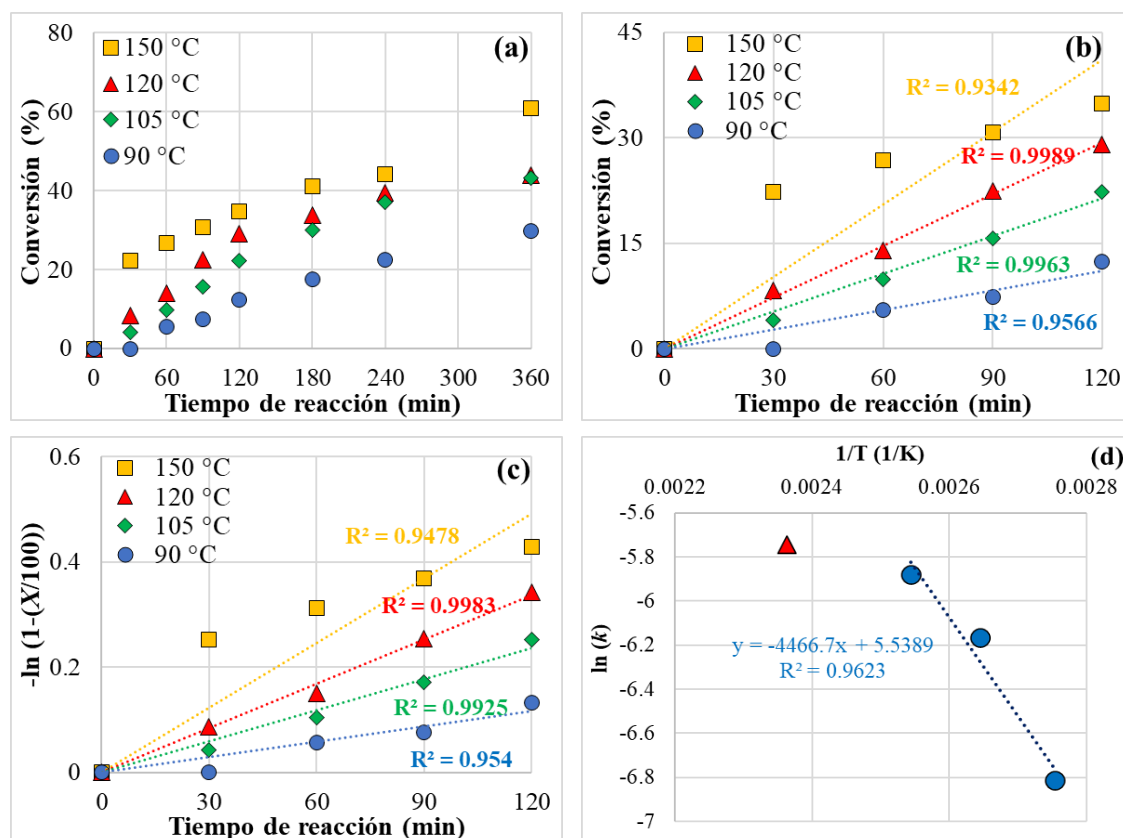 (a)
80
60
40
20
0
Conversión (%)
150 °C
120 °C
105 °C
90 °C
0 60 120 180 240 300 360
Tiempo de reacción (min)
(b)
45
30
15
0
Conversión (%)
150 °C
120 °C
105 °C
90 °C
R² = 0.9342
R² = 0.9989
R² = 0.9963
R² = 0.9566
0 30 60 90 120
Tiempo de reacción (min)
(c)
0.6
0.4
0.2
0
-ln (1-(X/100))
150 °C
120 °C
105 °C
90 °C
R² = 0.9478
R² = 0.9983
R² = 0.9925
R² = 0.954
0 30 60 90 120
Tiempo de reacción (min)
1/T (1/K)
(d)
0.0022 0.0024 0.0026 0.0028
-5.6
-5.8
-6
-6.2
-6.4
-6.6
-6.8
-7
ln (k)
y = -4466.7x + 5.5389
R² = 0.9623